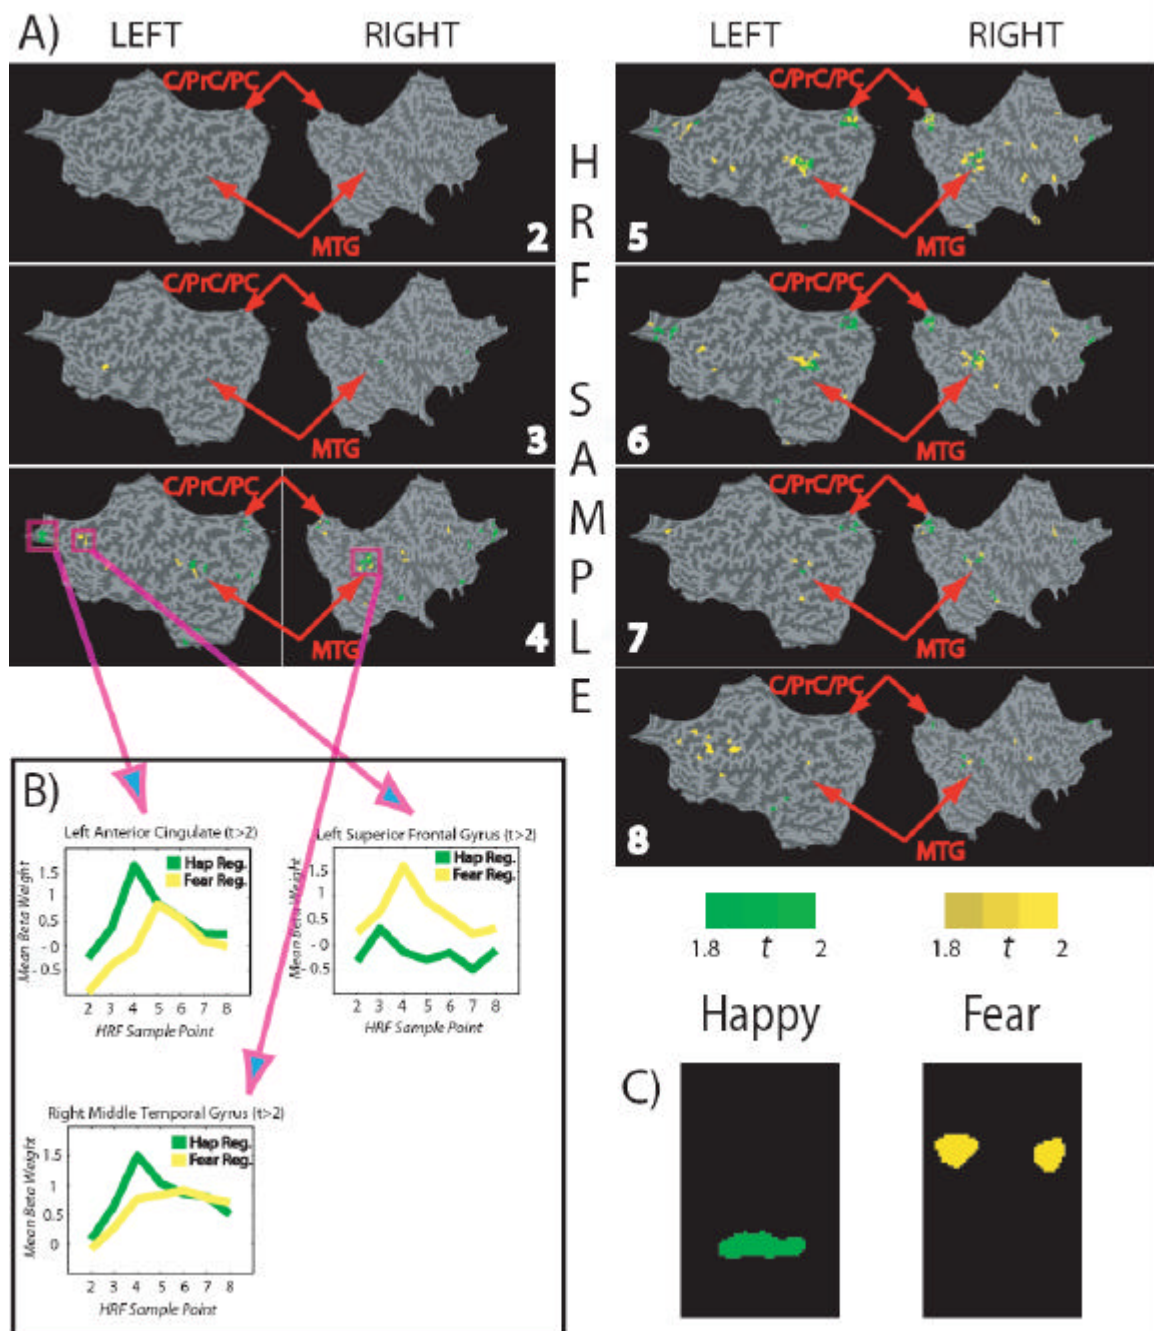 A)
LEFT RIGHT
LEFT RIGHT
C/PrC/PC
MTG
2
C/PrC/PC
MTG
3
C/PrC/PC
MTG
4
HRF SAMPLE
C/PrC/PC
MTG
5
C/PrC/PC
MTG
6
C/PrC/PC
MTG
7
C/PrC/PC
MTG
8
B)
Left Anterior Cingulate (t>2)
Mean Beta Weight
Hap Reg.
Fear Reg.
1.5
1
0.5
- 0
- 0.5
2 3 4 5 6 7 8
HRF Sample Point
Left Superior Frontal Gyrus (t>2)
Mean Beta Weight
Hap Reg.
Fear Reg.
1.5
1
0.5
- 0
- 0.5
2 3 4 5 6 7 8
HRF Sample Point
Right Middle Temporal Gyrus (t>2)
Mean Beta Weight
Hap Reg.
Fear Reg.
1.5
1
0.5
0
2 3 4 5 6 7 8
HRF Sample Point
1.8 t 2
1.8 t 2
Happy Fear
C)